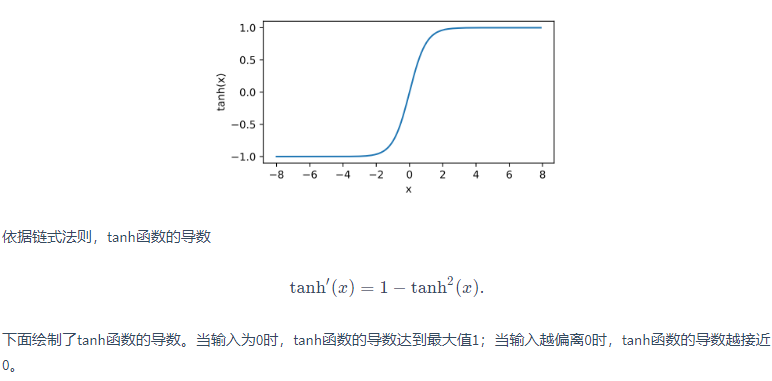 1.0
0.5
0.0
−0.5
−1.0
tanh(x)
−8 −6 −4 −2 0 2 4 6 8
x
依据链式法则，tanh函数的导数
tanh′(x) = 1 − tanh²(x).
下面绘制了tanh函数的导数。当输入为0时，tanh函数的导数达到最大值1；当输入越偏离0时，tanh函数的导数越接近
0。